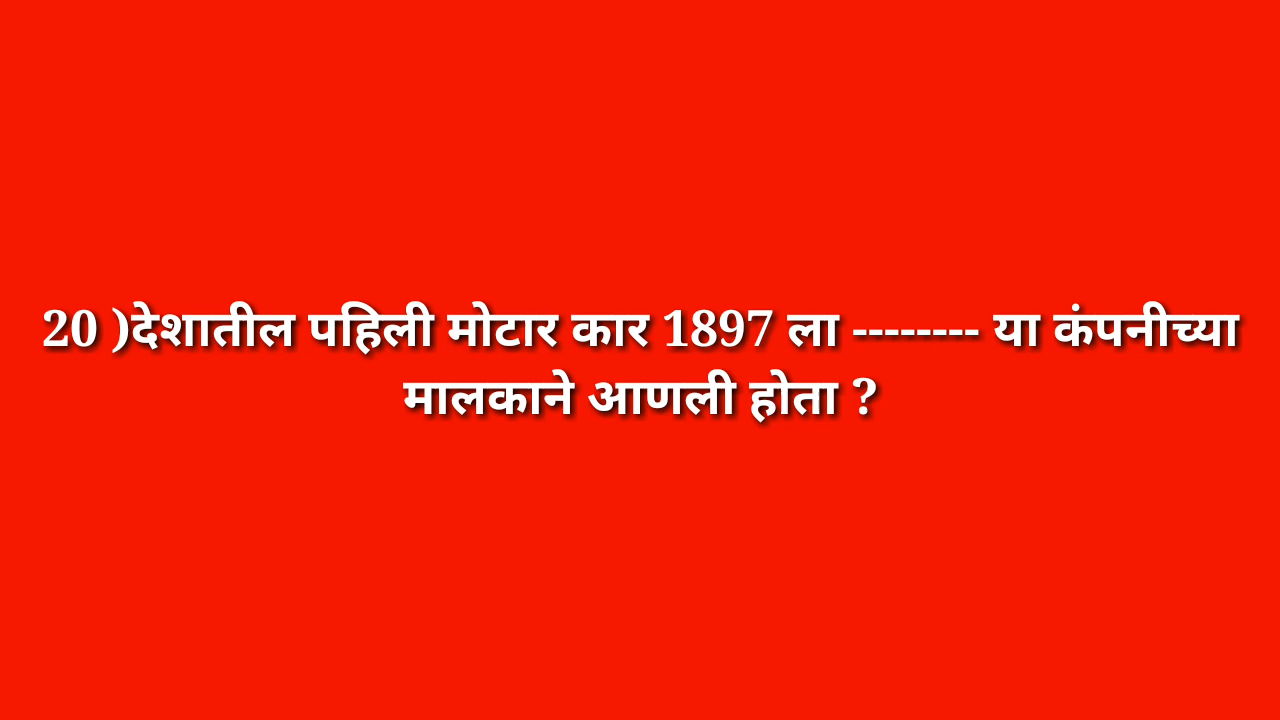 20 )देशातील पहिली मोटार कार 1897 ला -------- या कंपनीच्या
मालकाने आणली होता ?